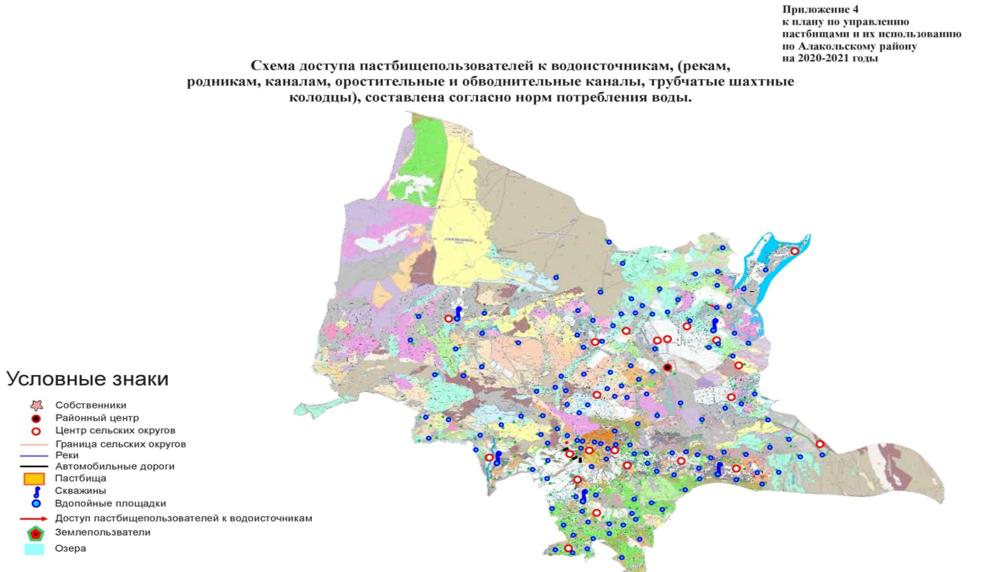 Приложение 4
к плану по управлению
пастбищами и их использованию
по Алакольскому району
на 2020-2021 годы
Схема доступа пастбищепользователей к водоисточникам, (рекам,
родникам, каналам, оростительные и обводнительные каналы, трубчатые шахтные
колодцы), составлена согласно норм потребления воды.
Условные знаки
Собственники
Районный центр
Центр сельских округов
Граница сельских округов
Реки
Автомобильные дороги
Пастбища
Скважины
Вдопойные площадки
Доступ пастбищепользователей к водоисточникам
Землепользватели
Озера